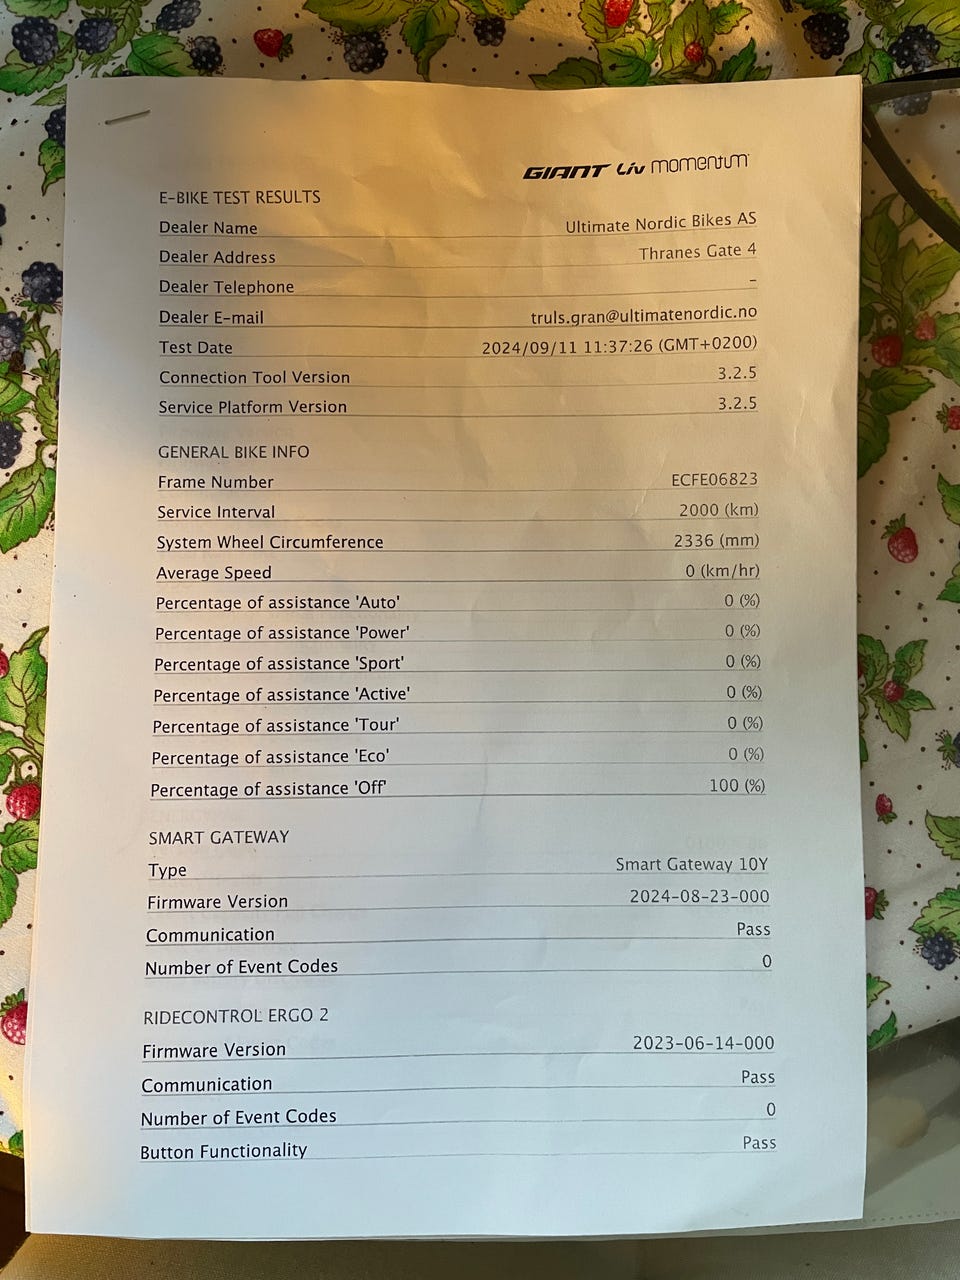 GIANT Liv momentum
E-BIKE TEST RESULTS
Dealer Name Ultimate Nordic Bikes AS
Dealer Address Thranes Gate 4
Dealer Telephone -
Dealer E-mail truls.gran@ultimatenordic.no
Test Date 2024/09/11 11:37:26 (GMT+0200)
Connection Tool Version 3.2.5
Service Platform Version 3.2.5
GENERAL BIKE INFO
Frame Number ECFE06823
Service Interval 2000 (km)
System Wheel Circumference 2336 (mm)
Average Speed 0 (km/hr)
Percentage of assistance 'Auto' 0 (%)
Percentage of assistance 'Power' 0 (%)
Percentage of assistance 'Sport' 0 (%)
Percentage of assistance 'Active' 0 (%)
Percentage of assistance 'Tour' 0 (%)
Percentage of assistance 'Eco' 0 (%)
Percentage of assistance 'Off' 100 (%)
SMART GATEWAY
Type Smart Gateway 10Y
Firmware Version 2024-08-23-000
Communication Pass
Number of Event Codes 0
RIDECONTROL ERGO 2
Firmware Version 2023-06-14-000
Communication Pass
Number of Event Codes 0
Button Functionality Pass